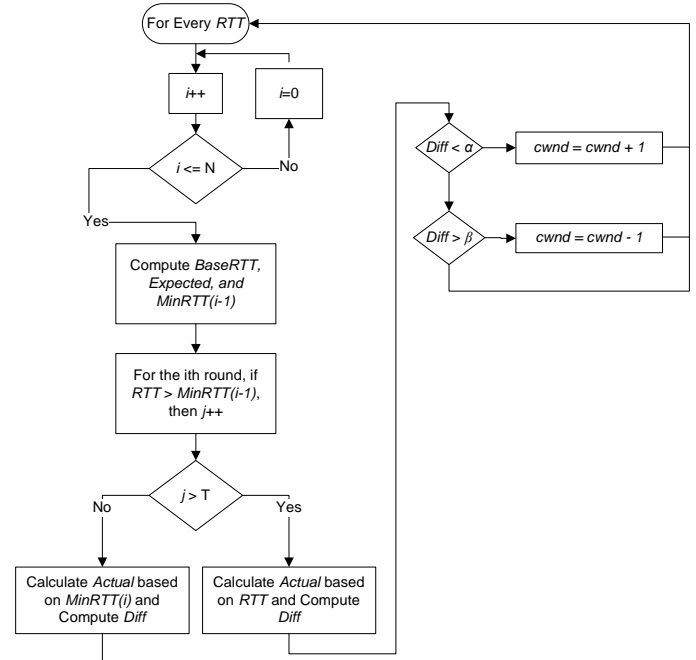 For Every RTT
i++
i=0
i <= N
No
Yes
Compute BaseRTT,
Expected, and
MinRTT(i-1)
For the ith round, if
RTT > MinRTT(i-1),
then j++
j > T
No
Yes
Calculate Actual based
on MinRTT(i) and
Compute Diff
Calculate Actual based
on RTT and Compute
Diff
Diff < α
cwnd = cwnd + 1
Diff > β
cwnd = cwnd - 1